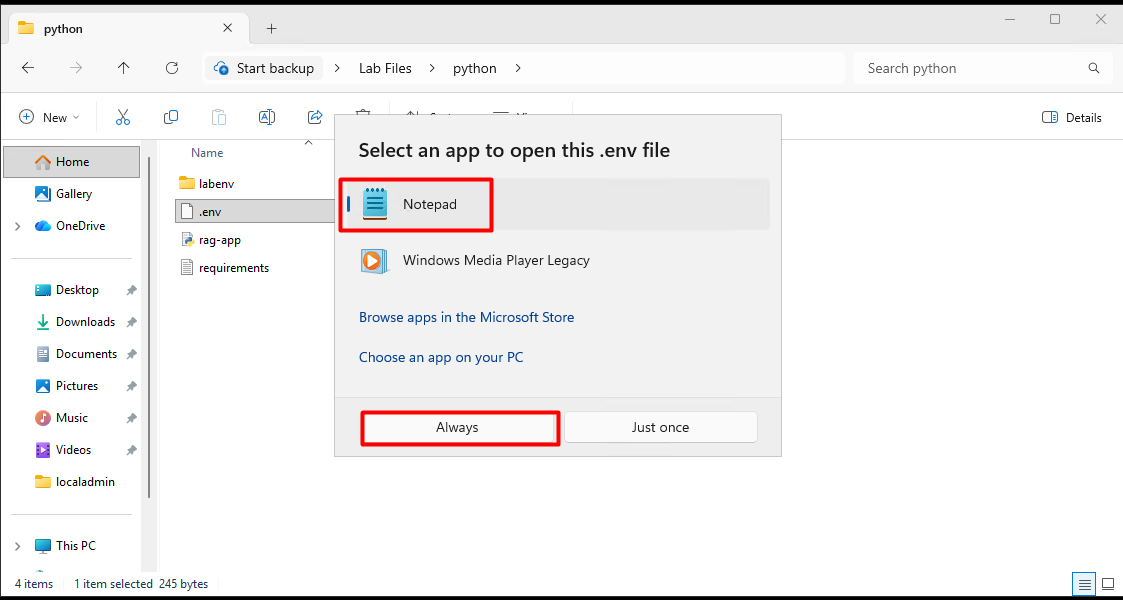 python
Start backup
Lab Files
python
Search python
New
Details
Home
Gallery
OneDrive
Desktop
Downloads
Documents
Pictures
Music
Videos
localadmin
This PC
Name
labenv
.env
rag-app
requirements
Select an app to open this .env file
Notepad
Windows Media Player Legacy
Browse apps in the Microsoft Store
Choose an app on your PC
Always
Just once
4 items 1 item selected 245 bytes